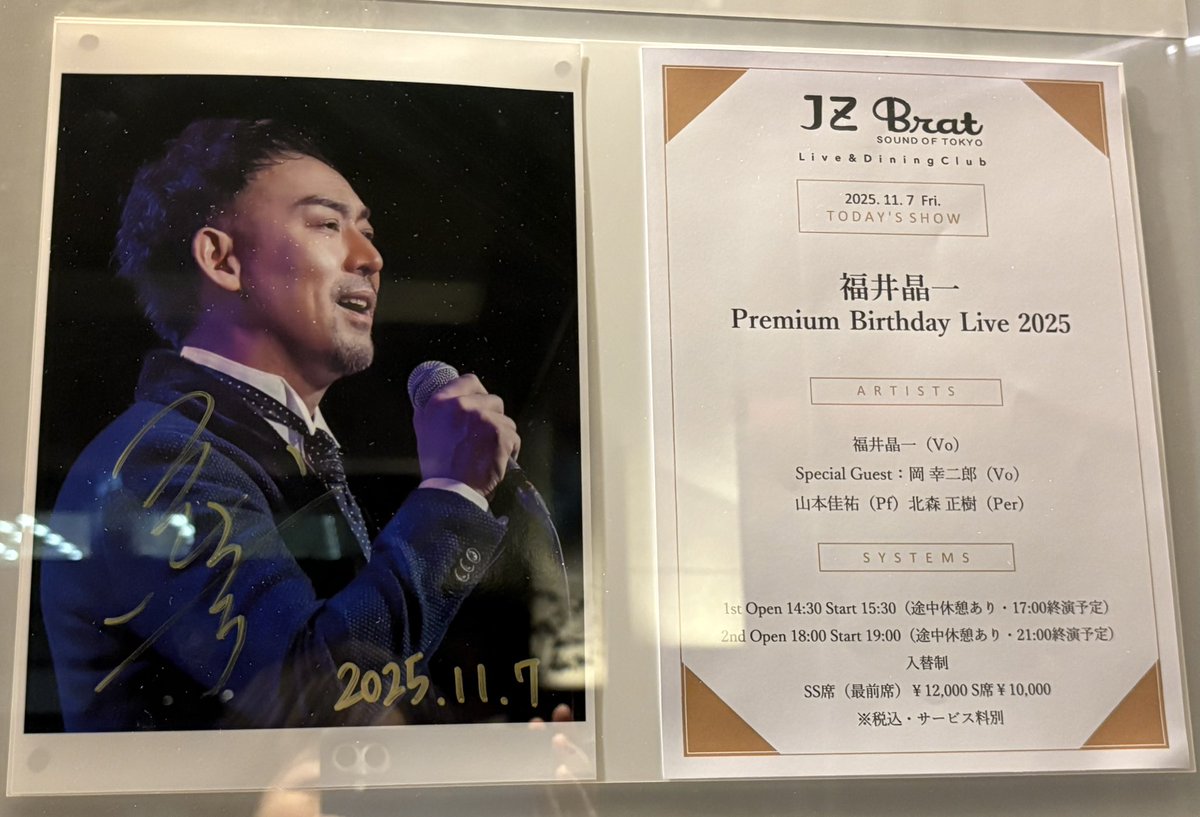 2025.11.7
JZ Brat
SOUND OF TOKYO
Live&DiningClub
2025. 11. 7 Fri.
TODAY'S SHOW
福井晶一
Premium Birthday Live 2025
ARTISTS
福井晶一（Vo）
Special Guest：岡 幸二郎（Vo）
山本佳祐（Pf）北森 正樹（Per）
SYSTEMS
1st Open 14:30 Start 15:30（途中休憩あり・17:00終演予定）
2nd Open 18:00 Start 19:00（途中休憩あり・21:00終演予定）
入替制
SS席（最前席）￥12,000 S席￥10,000
※税込・サービス料別